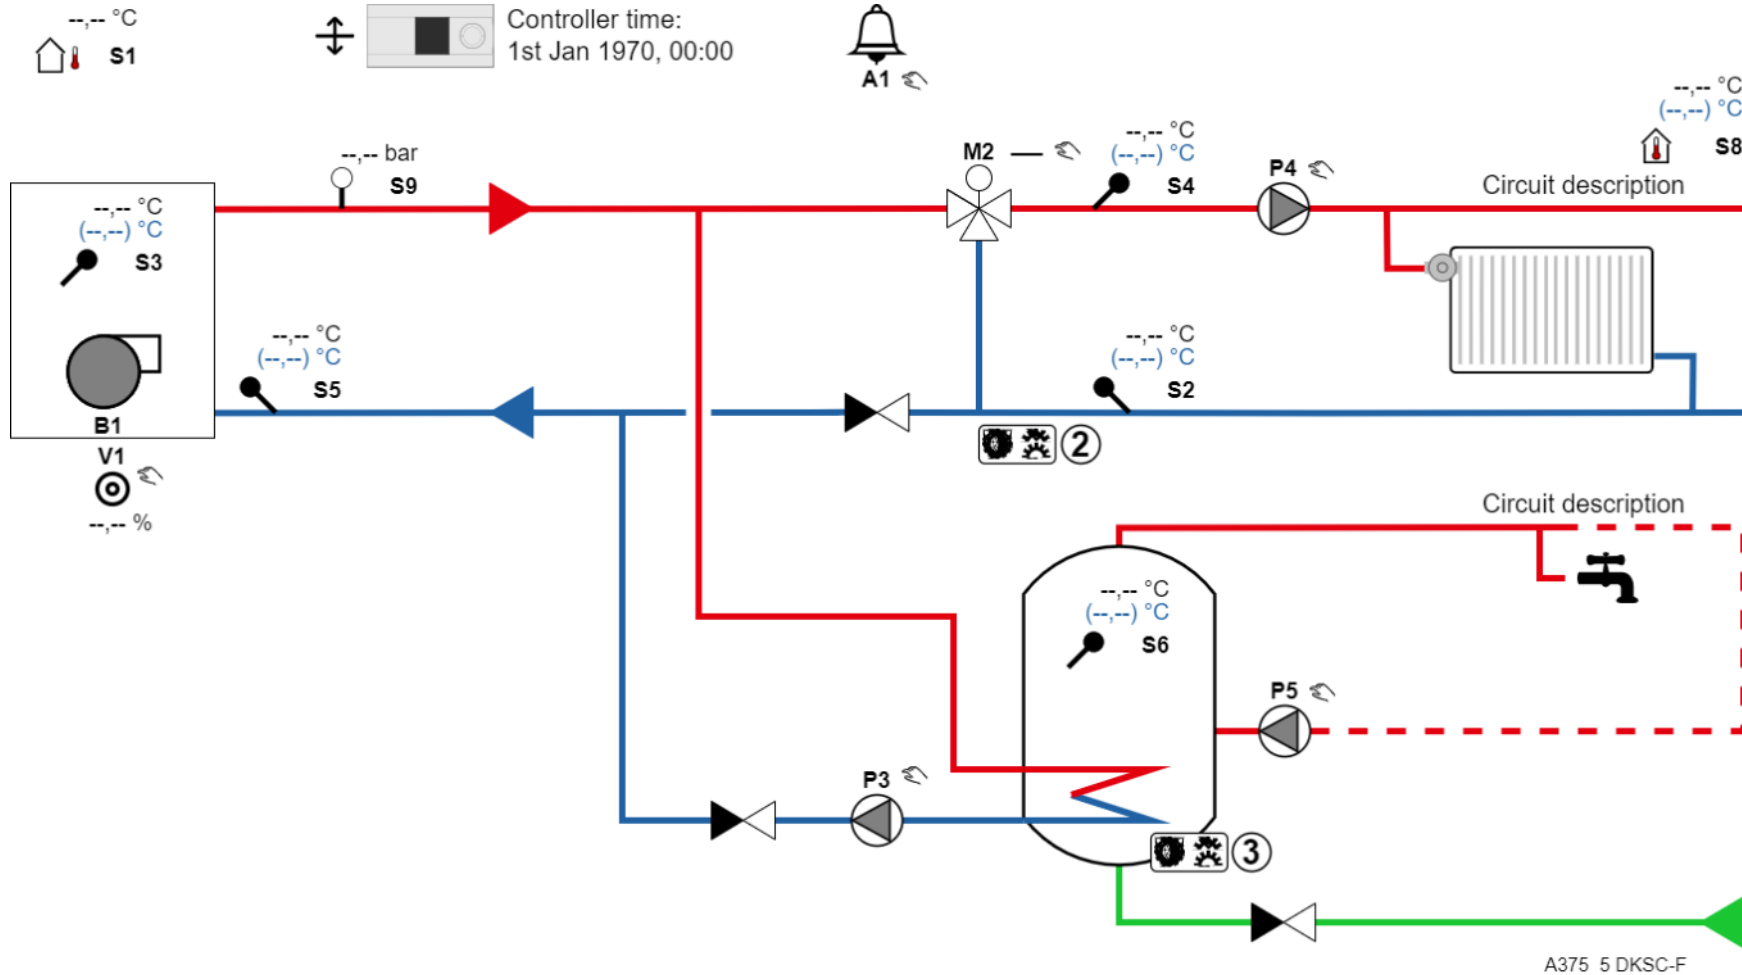 --,-- °C
S1
Controller time:
1st Jan 1970, 00:00
A1
--,-- °C
(--,--) °C
S8
--,-- bar
S9
M2
--,-- °C
(--,--) °C
S4
P4
Circuit description
--,-- °C
(--,--) °C
S3
B1
V1
--,-- %
--,-- °C
(--,--) °C
S5
--,-- °C
(--,--) °C
S2
2
Circuit description
--,-- °C
(--,--) °C
S6
P5
P3
3
A375 5 DKSC-F